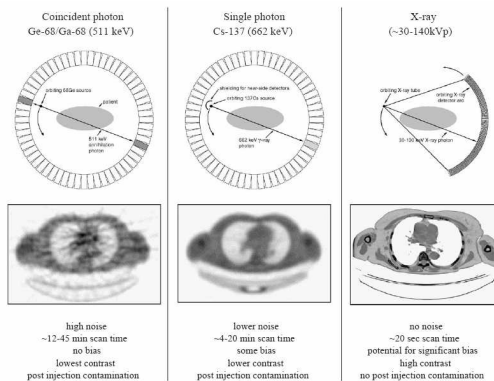 Coincident photon
Ge-68/Ga-68 (511 keV)
orbiting 68Ge source
patient
511 keV annihilation
photon
high noise
~12-45 min scan time
no bias
lowest contrast
post injection contamination
Single photon
Cs-137 (662 keV)
shielding for near-side detectors
orbiting 137Cs source
662 keV γ-ray
photon
lower noise
~4-20 min scan time
some bias
lower contrast
post injection contamination
X-ray
(~30-140kVp)
orbiting X-ray tube
orbiting
X-ray
detector arc
30-130 keV X-ray photon
no noise
~20 sec scan time
potential for significant bias
high contrast
no post injection contamination